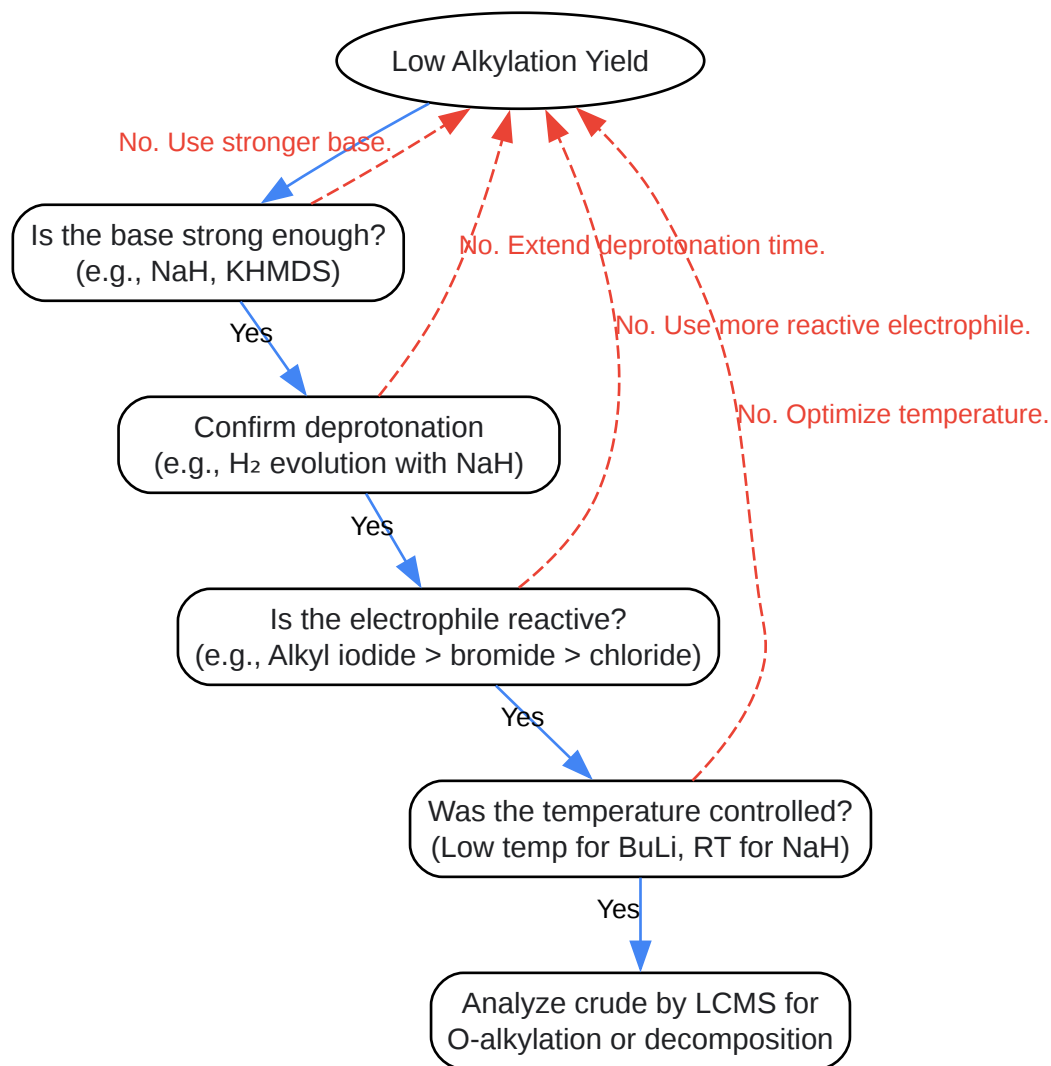 Low Alkylation Yield
No. Use stronger base.
Is the base strong enough?
(e.g., NaH, KHMDS)
No. Extend deprotonation time.
Yes
No. Use more reactive electrophile.
Confirm deprotonation
(e.g., H₂ evolution with NaH)
No. Optimize temperature.
Yes
Is the electrophile reactive?
(e.g., Alkyl iodide > bromide > chloride)
Yes
Was the temperature controlled?
(Low temp for BuLi, RT for NaH)
Yes
Analyze crude by LCMS for
O-alkylation or decomposition